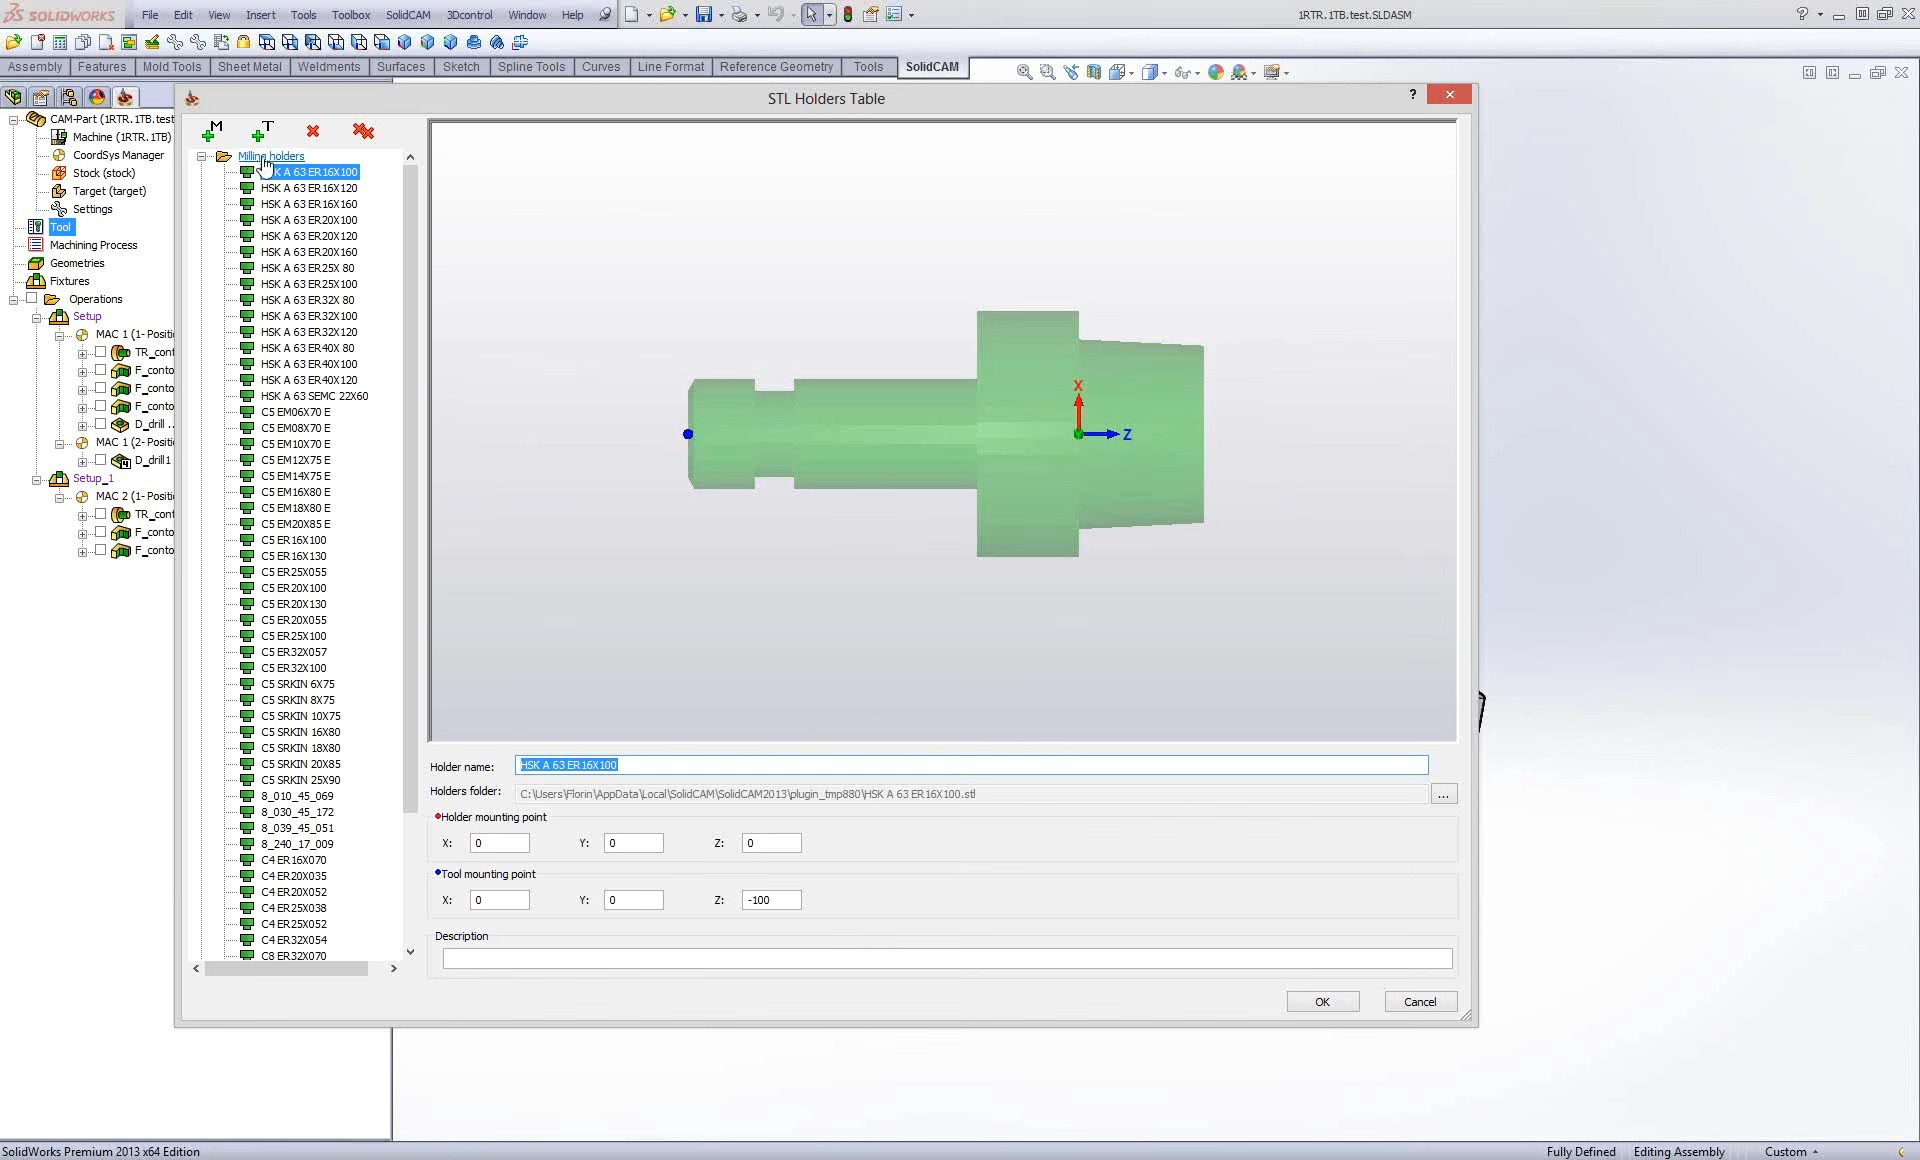 SOLIDWORKS File Edit View Insert Tools Toolbox SolidCAM 3Dcontrol Window Help 1RTR.1TB.test.SLDASM
Assembly Features Mold Tools Sheet Metal Weldments Surfaces Sketch Spline Tools Curves Line Format Reference Geometry Tools SolidCAM
STL Holders Table ?
M T
CAM-Part (1RTR.1TB.test
Machine (1RTR.1TB)
CoordSys Manager
Stock (stock)
Target (target)
Settings
Tool
Machining Process
Geometries
Fixtures
Operations
Setup
MAC 1 (1- Positi
TR_cont
F_conto
F_conto
F_conto
D_drill ..
MAC 1 (2- Positi
D_drill1
Setup_1
MAC 2 (1- Positi
TR_cont
F_conto
F_conto
Milling holders
K A 63 ER16X100
HSK A 63 ER16X120
HSK A 63 ER16X160
HSK A 63 ER20X100
HSK A 63 ER20X120
HSK A 63 ER20X160
HSK A 63 ER25X 80
HSK A 63 ER25X100
HSK A 63 ER32X 80
HSK A 63 ER32X100
HSK A 63 ER32X120
HSK A 63 ER40X 80
HSK A 63 ER40X100
HSK A 63 ER40X120
HSK A 63 SEMC 22X60
C5 EM06X70 E
C5 EM08X70 E
C5 EM10X70 E
C5 EM12X75 E
C5 EM14X75 E
C5 EM16X80 E
C5 EM18X80 E
C5 EM20X85 E
C5 ER16X100
C5 ER16X130
C5 ER25X055
C5 ER20X100
C5 ER20X130
C5 ER20X055
C5 ER25X100
C5 ER32X057
C5 ER32X100
C5 SRKIN 6X75
C5 SRKIN 8X75
C5 SRKIN 10X75
C5 SRKIN 16X80
C5 SRKIN 18X80
C5 SRKIN 20X85
C5 SRKIN 25X90
8_010_45_069
8_030_45_172
8_039_45_051
8_240_17_009
C4 ER16X070
C4 ER20X035
C4 ER20X052
C4 ER25X038
C4 ER25X052
C4 ER32X054
C8 ER32X070
X
Z
Holder name: HSK A 63 ER16X100
Holders folder: C:\Users\Florin\AppData\Local\SolidCAM\SolidCAM2013\plugin_tmp880\HSK A 63 ER16X100.stl ...
Holder mounting point
X: 0 Y: 0 Z: 0
Tool mounting point
X: 0 Y: 0 Z: -100
Description
OK Cancel
SolidWorks Premium 2013 x64 Edition Fully Defined Editing Assembly Custom